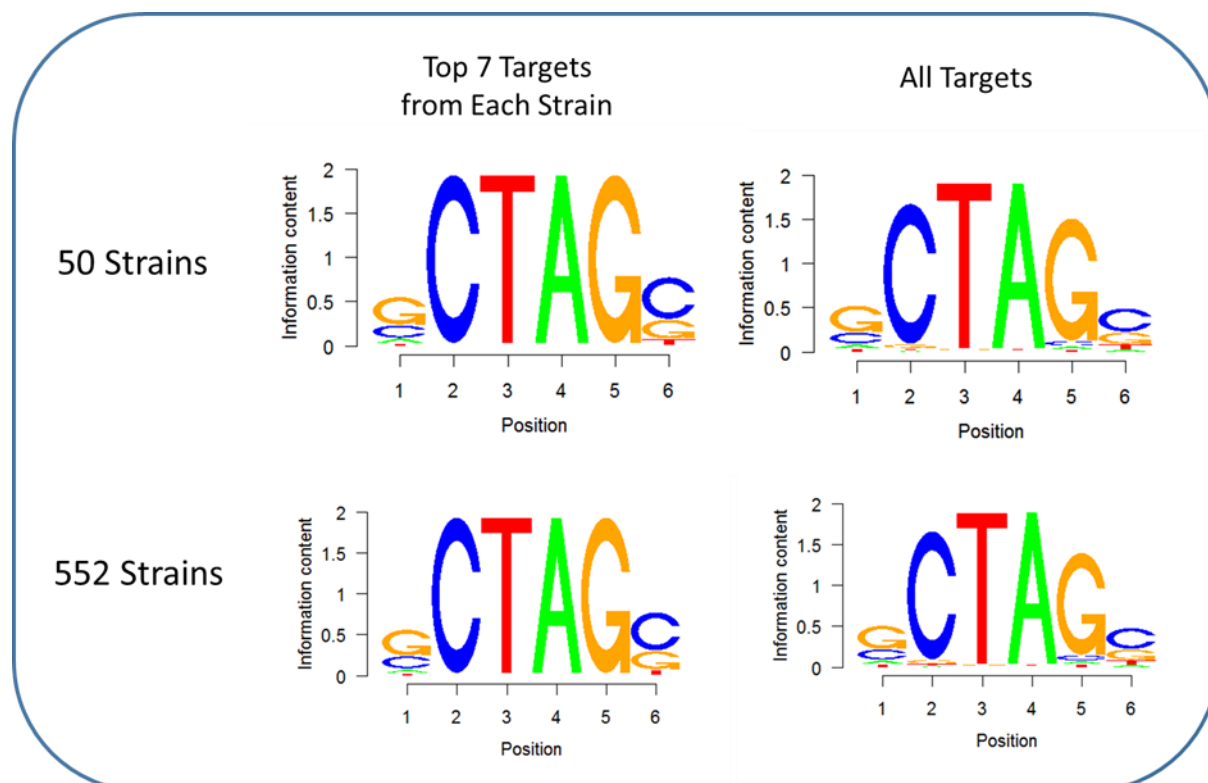 Top 7 Targets
from Each Strain
All Targets
50 Strains
Information content
2
1.5
1
0.5
0
G
C
A
T
C
T
A
G
C
G
T
1 2 3 4 5 6
Position
Information content
2
1.5
1
0.5
0
G
C
A
T
C
G
T
A
G
C
A
T
C
G
T
A
1 2 3 4 5 6
Position
552 Strains
Information content
2
1.5
1
0.5
0
G
C
A
T
C
T
A
G
C
G
T
1 2 3 4 5 6
Position
Information content
2
1.5
1
0.5
0
G
C
A
T
C
G
T
A
G
C
A
T
C
G
T
A
1 2 3 4 5 6
Position